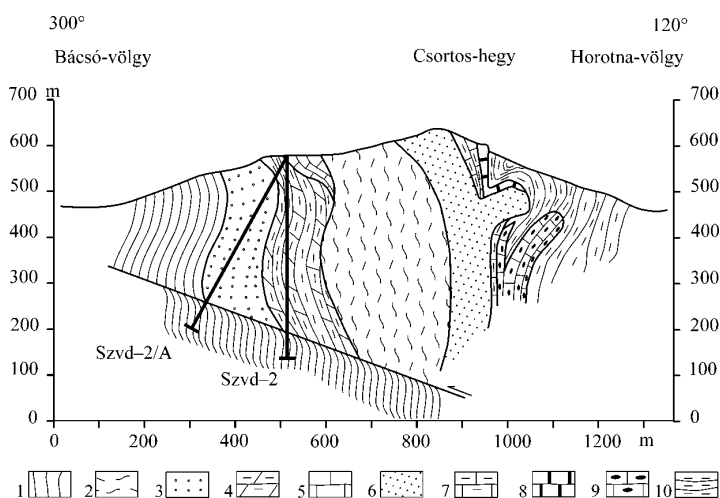 300° 120°
Bácsó-völgy Csortos-hegy Horotna-völgy
700 m 700
600 600
500 500
400 400
300 300
200 200
Szvd–2/A
Szvd–2
100 100
0 0
0 200 400 600 800 1000 1200 m
1 2 3 4 5 6 7 8 9 10